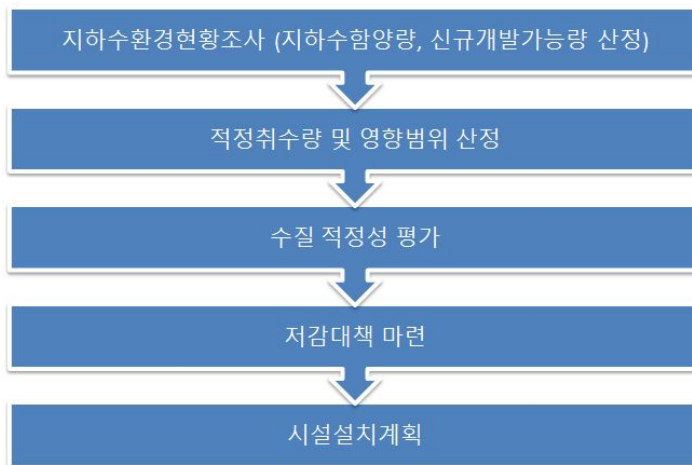 지하수환경현황조사 (지하수함양량, 신규개발가능량 산정)
적정취수량 및 영향범위 산정
수질 적정성 평가
저감대책 마련
시설설치계획